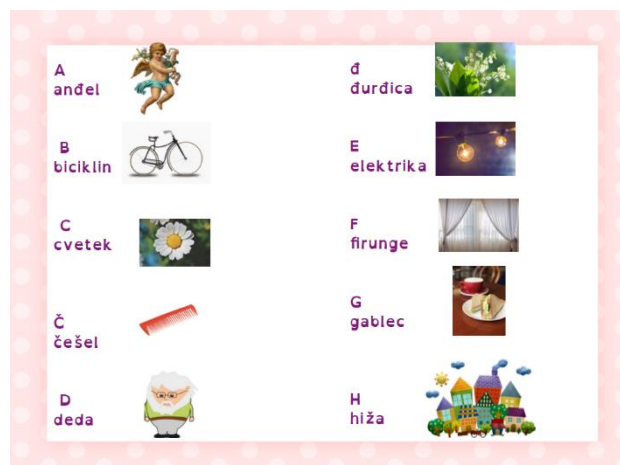 A
anđel
B
biciklin
C
cvetek
Č
češel
D
deda
đ
đurđica
E
elektrika
F
firunge
G
gablec
H
hiža